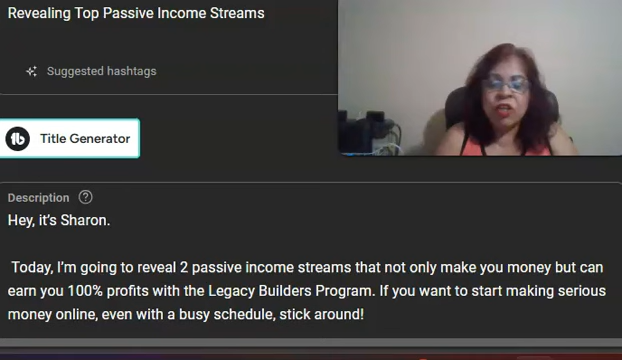 Revealing Top Passive Income Streams
Suggested hashtags
Title Generator
Description
Hey, it's Sharon.
Today, I'm going to reveal 2 passive income streams that not only make you money but can
earn you 100% profits with the Legacy Builders Program. If you want to start making serious
money online, even with a busy schedule, stick around!